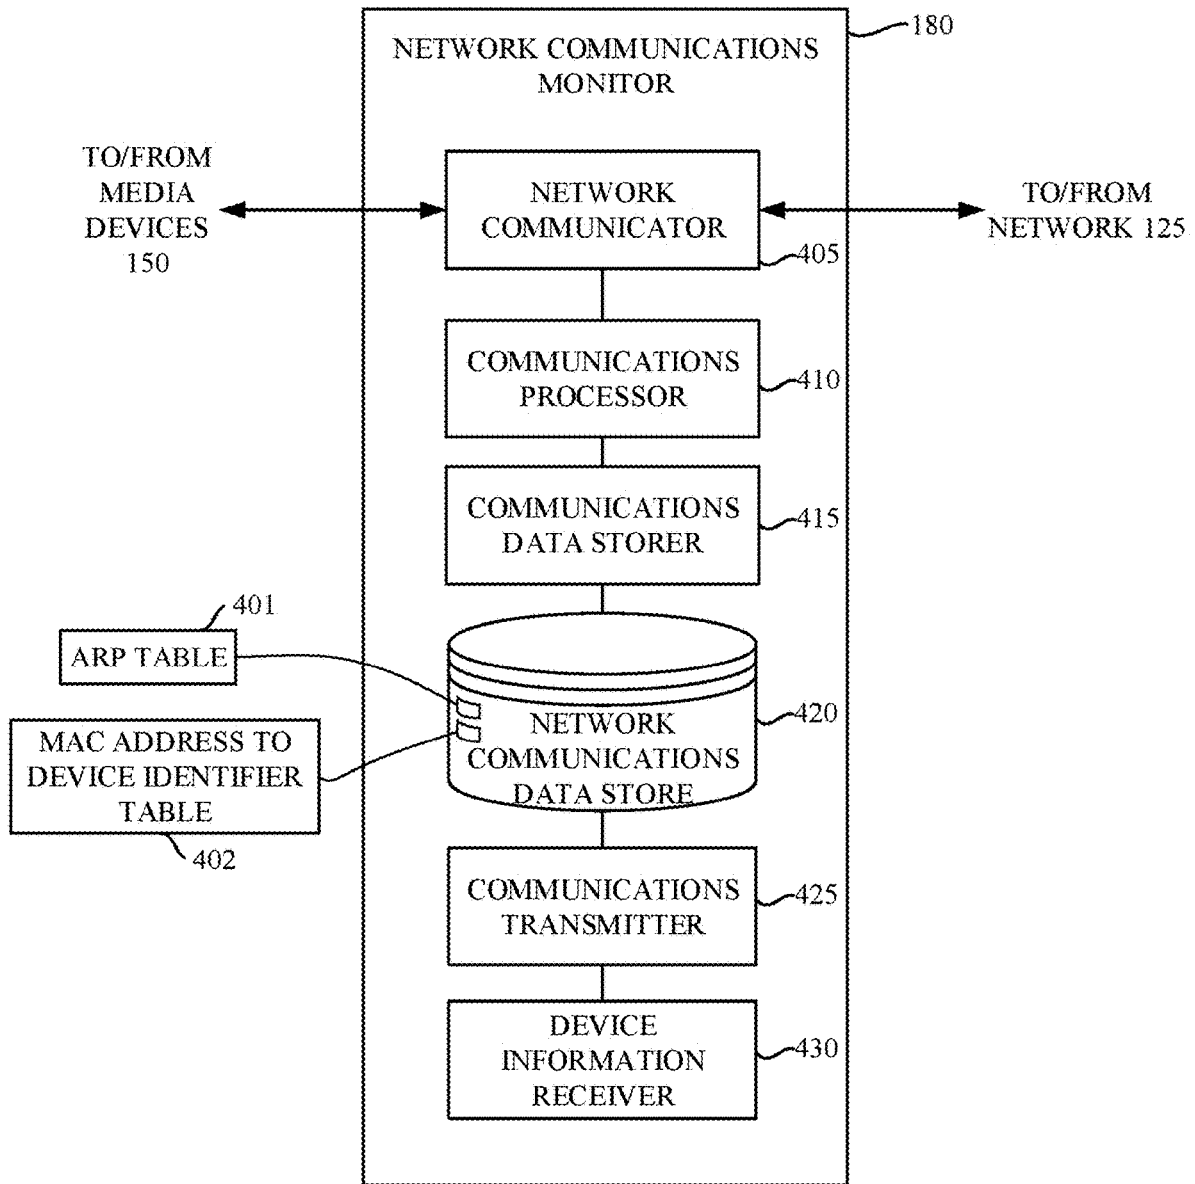 180
NETWORK COMMUNICATIONS
MONITOR
TO/FROM
MEDIA
DEVICES
150
NETWORK
COMMUNICATOR
405
TO/FROM
NETWORK 125
COMMUNICATIONS
PROCESSOR
410
COMMUNICATIONS
DATA STORER
415
401
ARP TABLE
MAC ADDRESS TO
DEVICE IDENTIFIER
TABLE
402
NETWORK
COMMUNICATIONS
DATA STORE
420
COMMUNICATIONS
TRANSMITTER
425
DEVICE
INFORMATION
RECEIVER
430